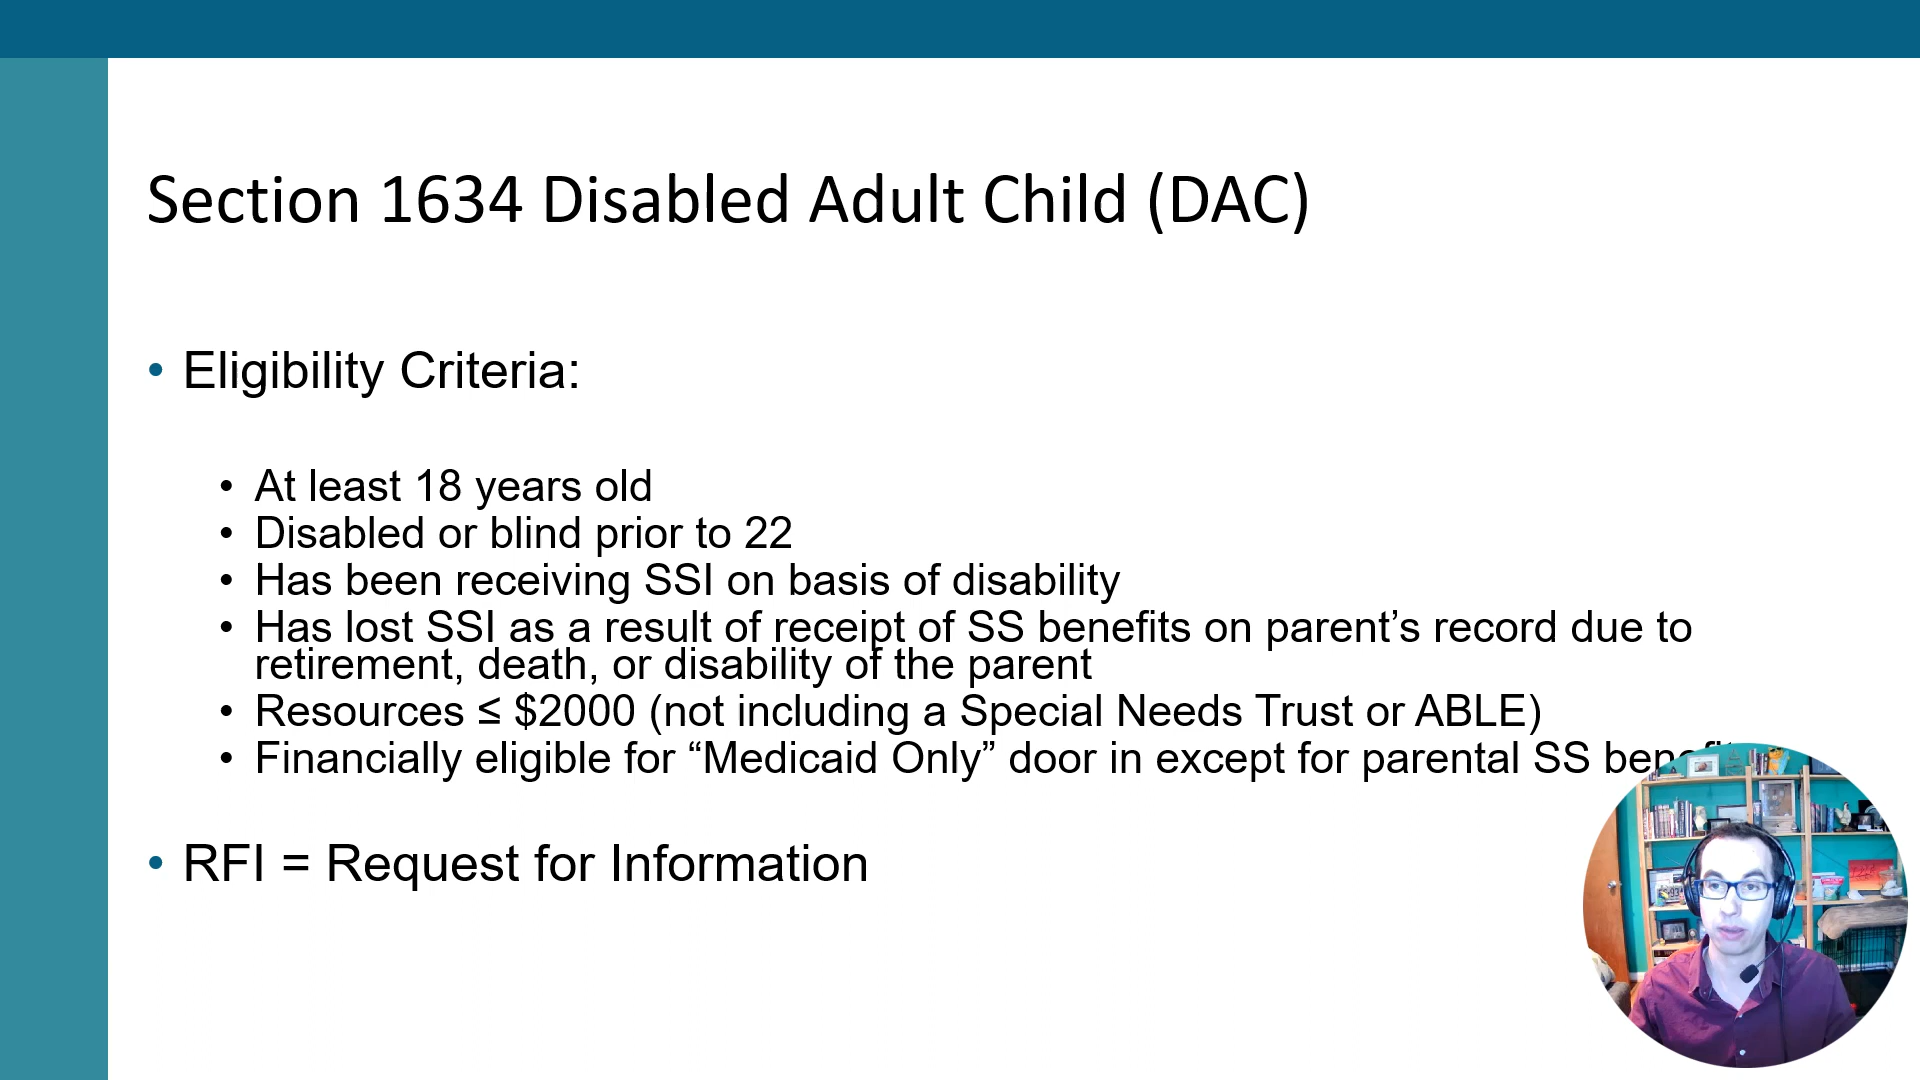 Section 1634 Disabled Adult Child (DAC)
• Eligibility Criteria:
• At least 18 years old
• Disabled or blind prior to 22
• Has been receiving SSI on basis of disability
• Has lost SSI as a result of receipt of SS benefits on parent’s record due to
retirement, death, or disability of the parent
• Resources ≤ $2000 (not including a Special Needs Trust or ABLE)
• Financially eligible for “Medicaid Only” door in except for parental SS
• RFI = Request for Information